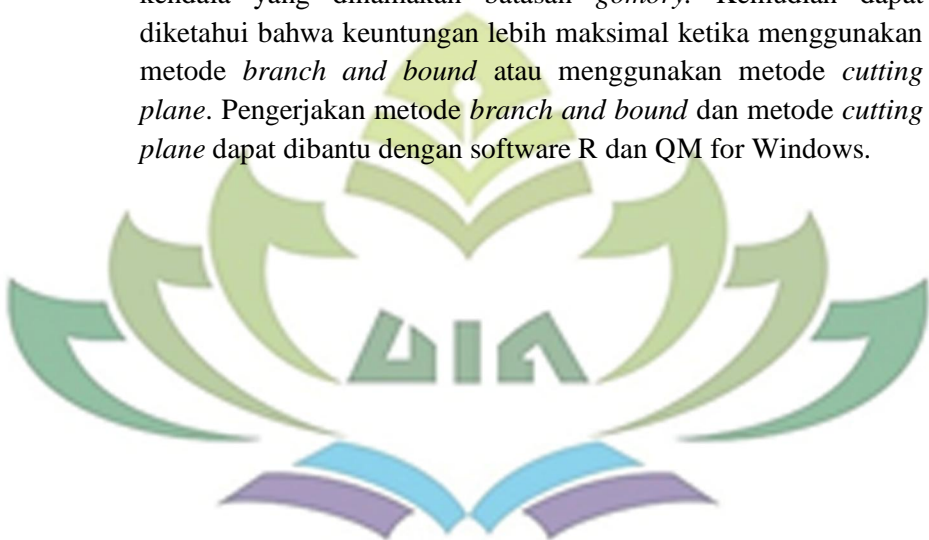 kendala yang dinamakan batasan gomory. Kemudian dapat
diketahui bahwa keuntungan lebih maksimal ketika menggunakan
metode branch and bound atau menggunakan metode cutting
plane. Pengerjakan metode branch and bound dan metode cutting
plane dapat dibantu dengan software R dan QM for Windows.
UIN